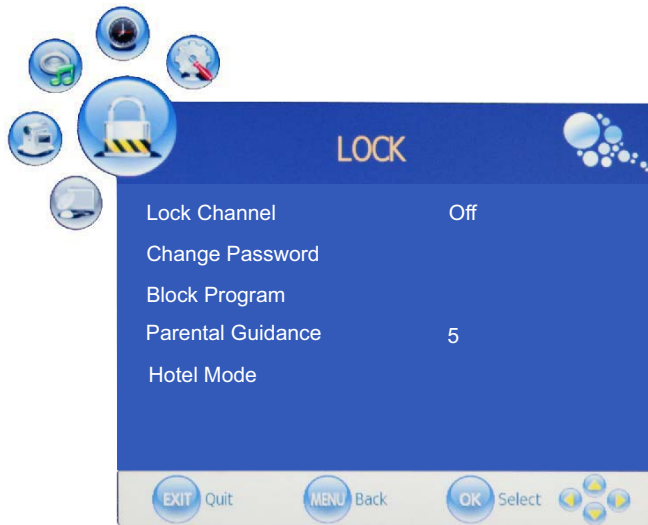 LOCK
Lock Channel Off
Change Password
Block Program
Parental Guidance 5
Hotel Mode
EXIT Quit MENU Back OK Select